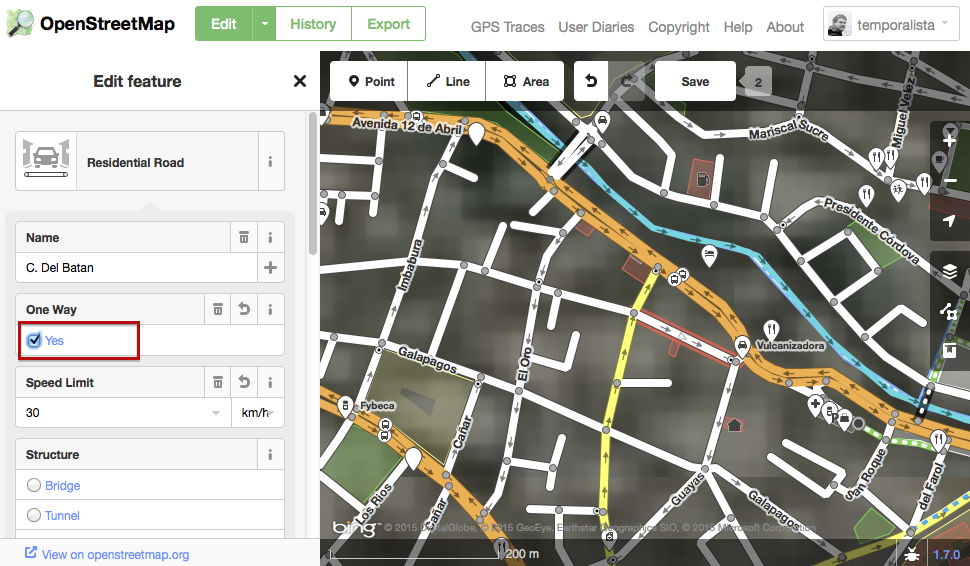 OpenStreetMap
Edit
History
Export
GPS Traces
User Diaries
Copyright
Help
About
temporalista
Edit feature
Point
Line
Area
Save
2
Residential Road
Name
C. Del Batan
One Way
Yes
Speed Limit
30
km/h
Structure
Bridge
Tunnel
View on openstreetmap.org
Avenida 12 de Abril
Mariscal Sucre
Miguel Velez
Presidente Córdova
Imbabura
Galapagos
El Oro
Vulcanizadora
Fybeca
Cañar
Los Rios
Cañar
Guayas
Galapagos
San Roque
del Farol
P
bing
© 2015 DigitalGlobe, © 2015 GeoEye, Earthstar Geographics SIO, © 2015 Microsoft Corporation
200 m
1.7.0